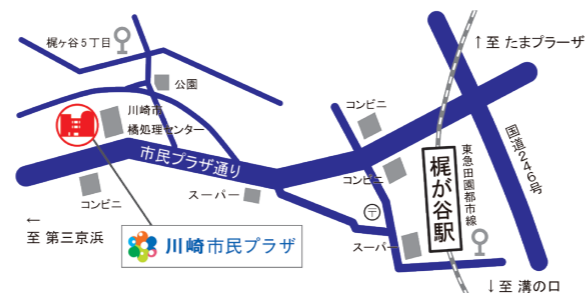 梶ヶ谷5丁目
公園
川崎市
橘処理センター
市民プラザ通り
コンビニ
スーパー
← 至 第三京浜
川崎市民プラザ
コンビニ
コンビニ
〒
スーパー
梶が谷駅
東急田園都市線
↑至 たまプラーザ
国道246号
↓至 溝の口